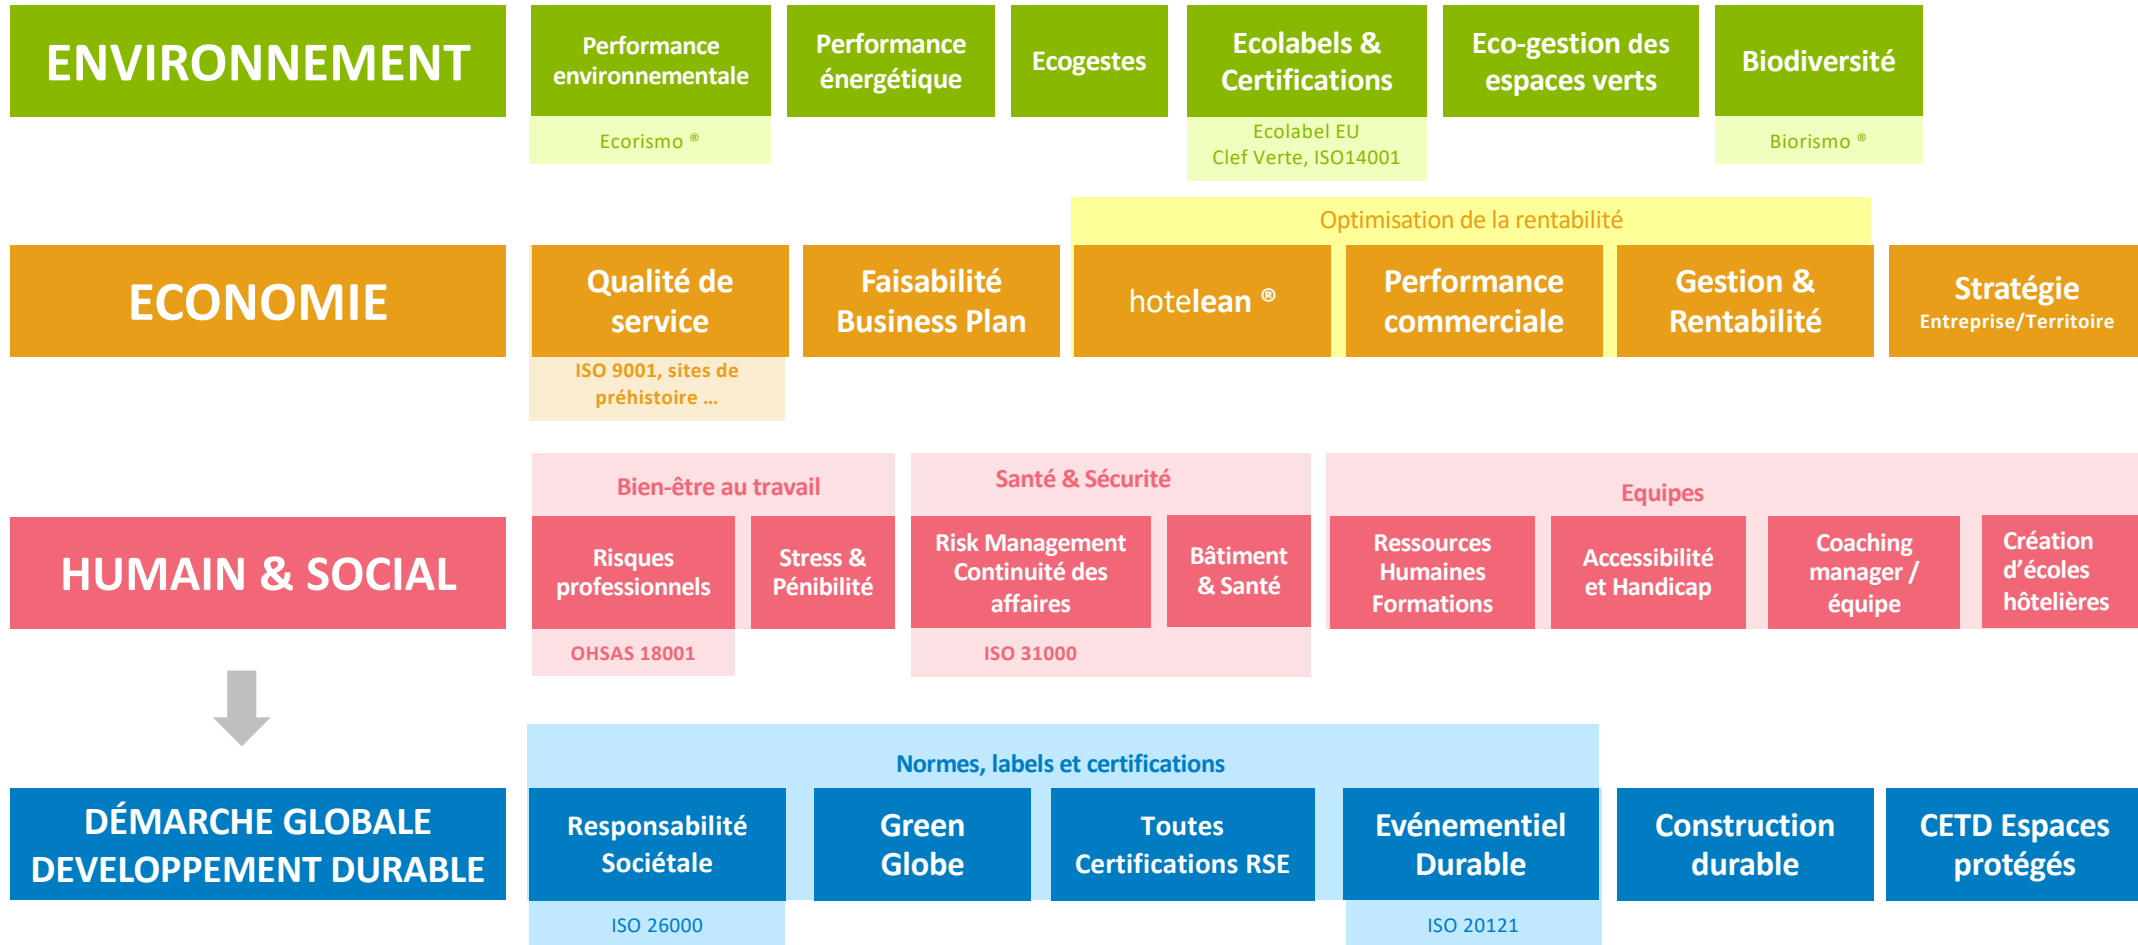 ENVIRONNEMENT
Performance
environnementale
Ecorismo ®
Performance
énergétique
Ecogestes
Ecolabels &
Certifications
Ecolabel EU
Clef Verte, ISO14001
Eco-gestion des
espaces verts
Biodiversité
Biorismo ®
ECONOMIE
Qualité de
service
ISO 9001, sites de
préhistoire ...
Faisabilité
Business Plan
Optimisation de la rentabilité
hotelean ®
Performance
commerciale
Gestion &
Rentabilité
Stratégie
Entreprise/Territoire
HUMAIN & SOCIAL
Bien-être au travail
Risques
professionnels
OHSAS 18001
Stress &
Pénibilité
Santé & Sécurité
Risk Management
Continuité des
affaires
ISO 31000
Bâtiment
& Santé
Equipes
Ressources
Humaines
Formations
Accessibilité
et Handicap
Coaching
manager /
équipe
Création
d’écoles
hôtelières
DÉMARCHE GLOBALE
DEVELOPPEMENT DURABLE
Normes, labels et certifications
Responsabilité
Sociétale
ISO 26000
Green
Globe
Toutes
Certifications RSE
Evénementiel
Durable
ISO 20121
Construction
durable
CETD Espaces
protégés